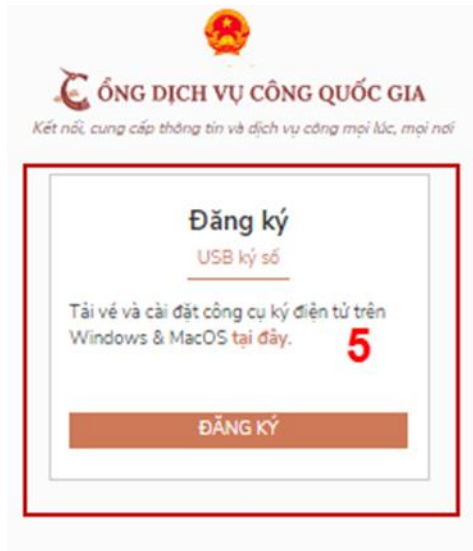 CỔNG DỊCH VỤ CÔNG QUỐC GIA
Kết nối, cung cấp thông tin và dịch vụ công mọi lúc, mọi nơi
Đăng ký
USB ký số
Tải về và cài đặt công cụ ký điện tử trên
Windows & MacOS tại đây.
5
ĐĂNG KÝ